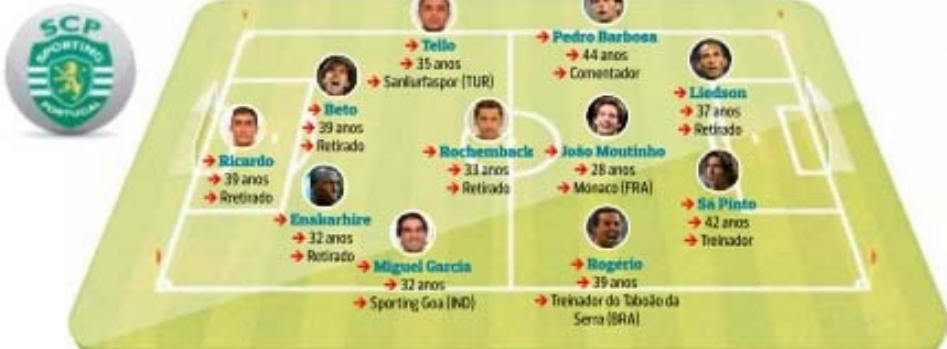 SCP
SPORTING
PORTUGAL
→ Tello
→ 35 anos
→ Sanliurfaspor (TUR)
→ Pedro Barbosa
→ 44 anos
→ Comentador
→ Beto
→ 39 anos
→ Retirado
→ Liedson
→ 37 anos
→ Retirado
→ Ricardo
→ 39 anos
→ Rretirado
→ Rochemback
→ 33 anos
→ Retirado
→ João Moutinho
→ 28 anos
→ Mónaco (FRA)
→ Enakarhire
→ 32 anos
→ Retirado
→ Sá Pinto
→ 42 anos
→ Treinador
→ Miguel Garcia
→ 32 anos
→ Sporting Goa (IND)
→ Rogério
→ 39 anos
→ Treinador do Taboão da
Serra (BRA)